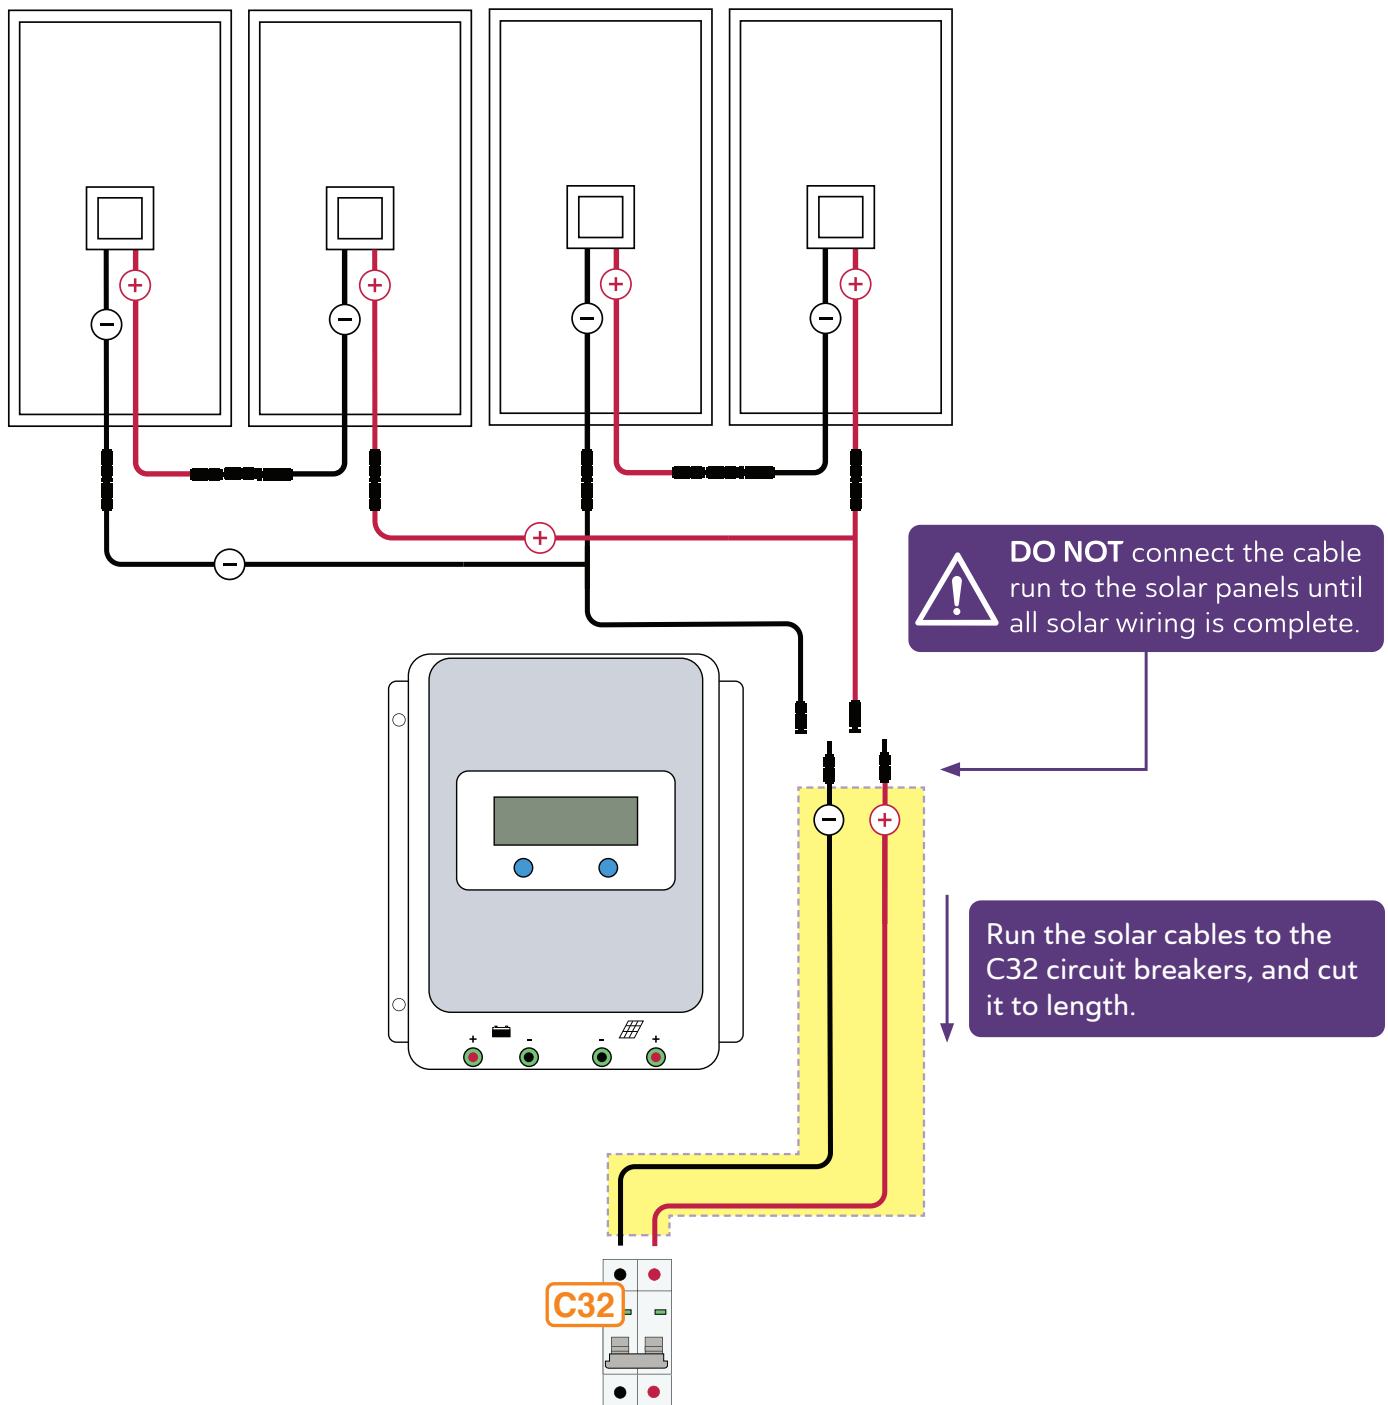 +
+
+
+
−
−
−
−
+
−
DO NOT connect the cable
run to the solar panels until
all solar wiring is complete.
−
+
Run the solar cables to the
C32 circuit breakers, and cut
it to length.
+ - - +
C32